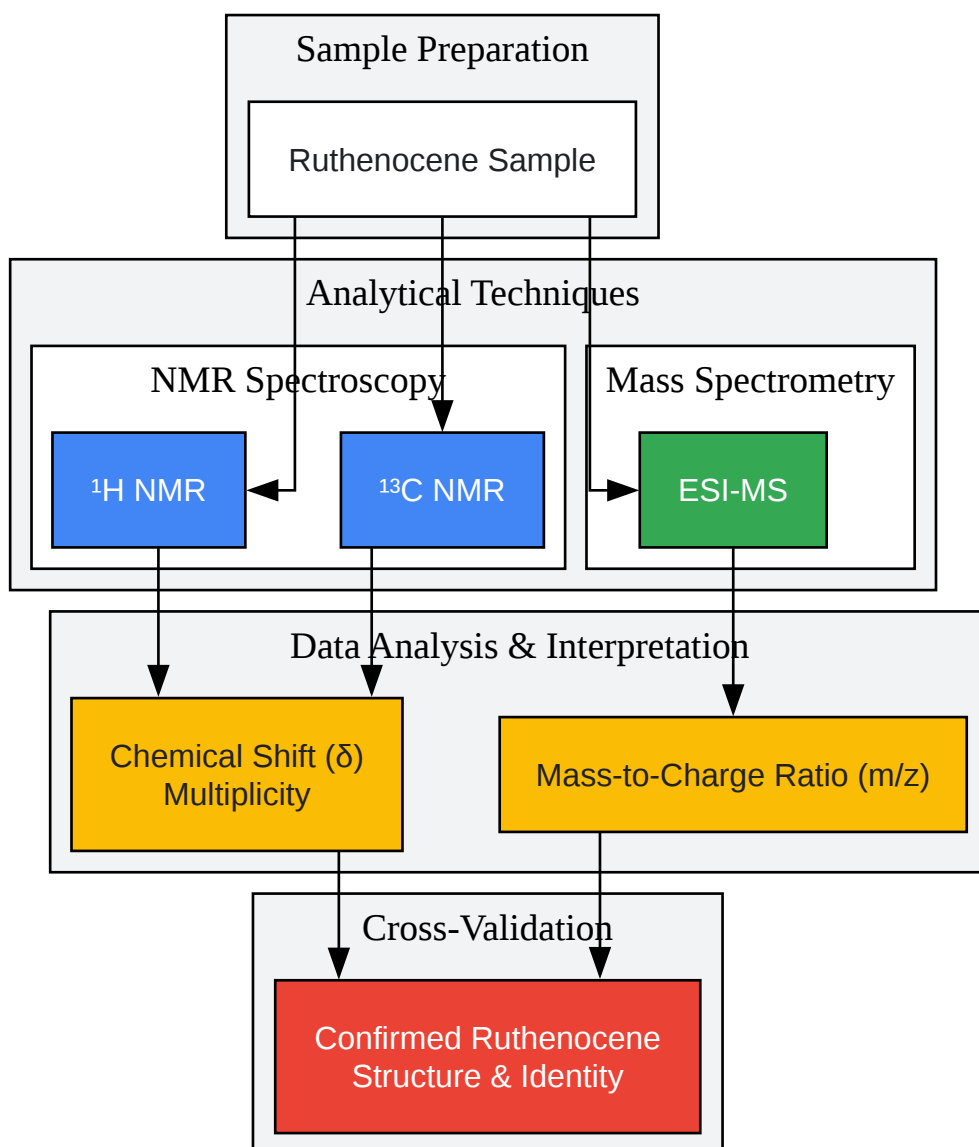 Sample Preparation
Ruthenocene Sample
Analytical Techniques
NMR Spectroscopy
Mass Spectrometry
¹H NMR
¹³C NMR
ESI-MS
Data Analysis & Interpretation
Chemical Shift (δ)
Multiplicity
Mass-to-Charge Ratio (m/z)
Cross-Validation
Confirmed Ruthenocene
Structure & Identity